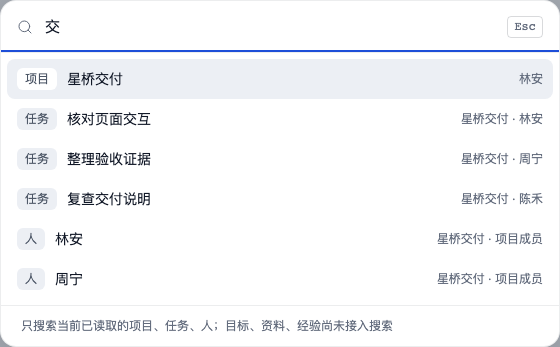 交 Esc
项目 星桥交付 林安
任务 核对页面交互 星桥交付 · 林安
任务 整理验收证据 星桥交付 · 周宁
任务 复查交付说明 星桥交付 · 陈禾
人 林安 星桥交付 · 项目成员
人 周宁 星桥交付 · 项目成员
只搜索当前已读取的项目、任务、人；目标、资料、经验尚未接入搜索